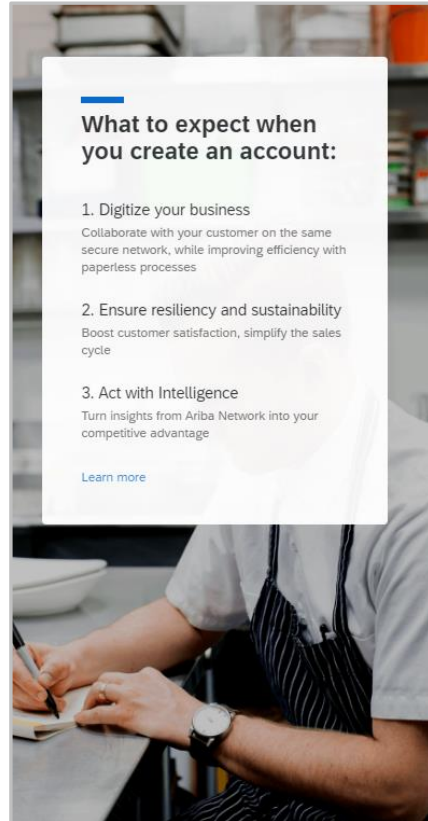 What to expect when
you create an account:
1. Digitize your business
Collaborate with your customer on the same
secure network, while improving efficiency with
paperless processes
2. Ensure resiliency and sustainability
Boost customer satisfaction, simplify the sales
cycle
3. Act with Intelligence
Turn insights from Ariba Network into your
competitive advantage
Learn more